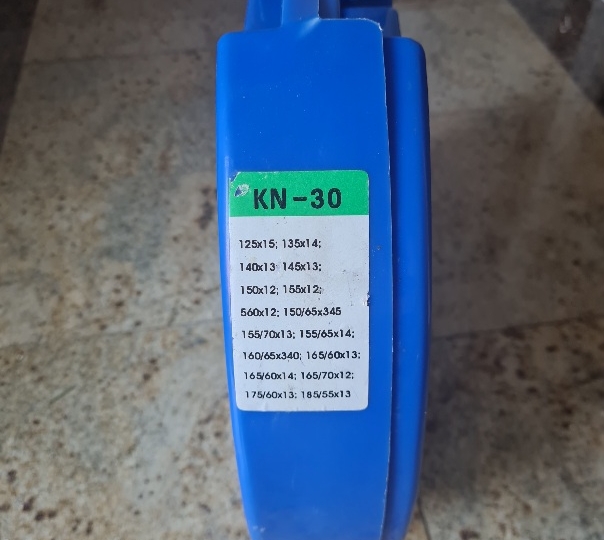 KN-30
125x15; 135x14;
140x13 145x13;
150x12; 155x12;
560x12; 150/65x345
155/70x13; 155/65x14;
160/65x340; 165/60x13;
165/60x14; 165/70x12;
175/60x13; 185/55x13